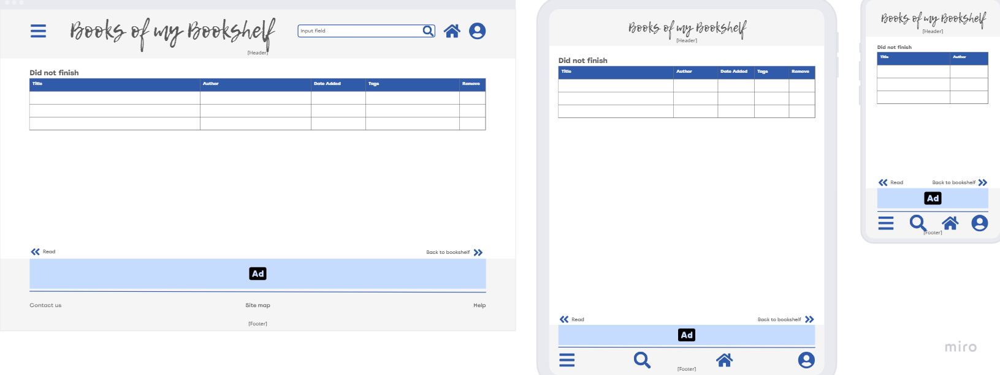 Books of my Bookshelf
Input field
[Header]
Did not finish
Title Author Date Added Tags Remove
Read Back to bookshelf
Ad
Contact us Site map Help
[Footer]
Books of my Bookshelf
[Header]
Did not finish
Title Author Date Added Tags Remove
Read Back to bookshelf
Ad
[Footer]
Books of my Bookshelf
[Header]
Did not finish
Title Author
Read Back to bookshelf
Ad
[Footer]
miro